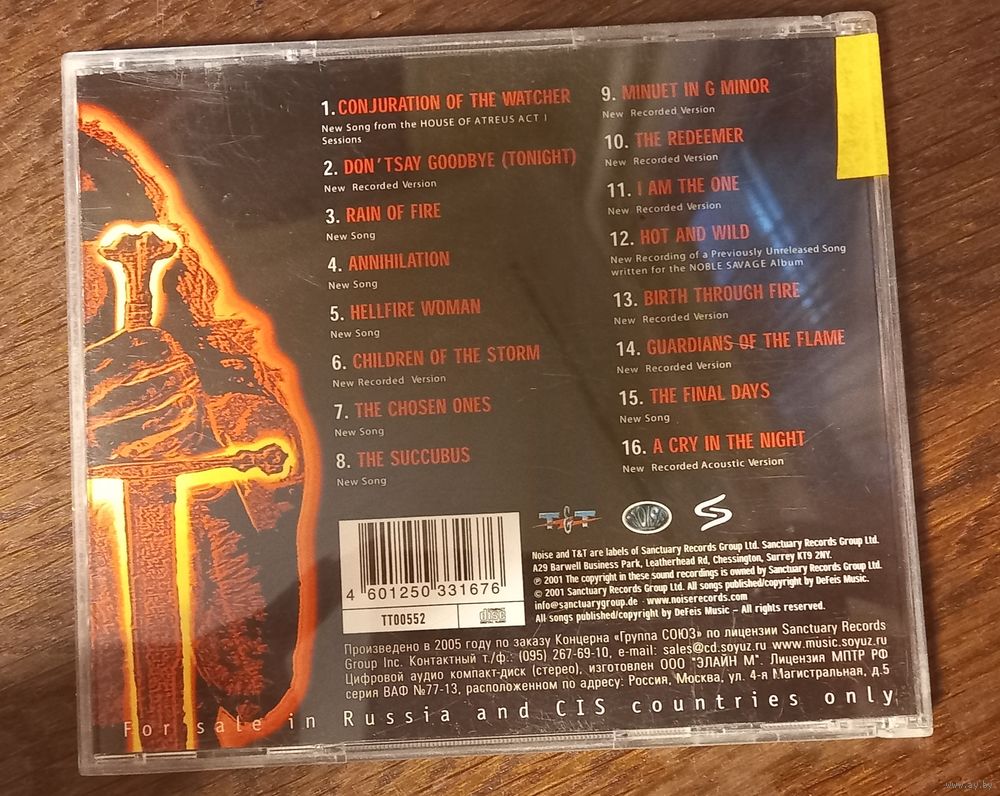 1. CONJURATION OF THE WATCHER
New Song from the HOUSE OF ATREUS ACT I
Sessions
2. DON'TSAY GOODBYE (TONIGHT)
New Recorded Version
3. RAIN OF FIRE
New Song
4. ANNIHILATION
New Song
5. HELLFIRE WOMAN
New Song
6. CHILDREN OF THE STORM
New Recorded Version
7. THE CHOSEN ONES
New Song
8. THE SUCCUBUS
New Song
9. MINUET IN G MINOR
New Recorded Version
10. THE REDEEMER
New Recorded Version
11. I AM THE ONE
New Recorded Version
12. HOT AND WILD
New Recording of a Previously Unreleased Song
written for the NOBLE SAVAGE Album
13. BIRTH THROUGH FIRE
New Recorded Version
14. GUARDIANS OF THE FLAME
New Recorded Version
15. THE FINAL DAYS
New Song
16. A CRY IN THE NIGHT
New Recorded Acoustic Version
T&T
NOISE
S
4 601250 331676
TT00552
disc
Noise and T&T are labels of Sanctuary Records Group Ltd. Sanctuary Records Group Ltd.
A29 Barwell Business Park, Leatherhead Rd, Chessington, Surrey KT9 2NY.
℗ 2001 The copyright in these sound recordings is owned by Sanctuary Records Group Ltd.
© 2001 Sanctuary Records Group Ltd. All songs published/copyright by DeFeis Music.
info@sanctuarygroup.de · www.noiserecords.com
All songs published/copyright by DeFeis Music – All rights reserved.
Произведено в 2005 году по заказу Концерна «Группа СОЮЗ» по лицензии Sanctuary Records
Group Inc. Контактный т./ф.: (095) 267-69-10, e-mail: sales@cd.soyuz.ru www.music.soyuz.ru
Цифровой аудио компакт-диск (стерео), изготовлен ООО "ЭЛАЙН М". Лицензия МПТР РФ
серия ВАФ №77-13, расположенном по адресу: Россия, Москва, ул. 4-я Магистральная, д.5
For sale in Russia and CIS countries only
www.ay.by